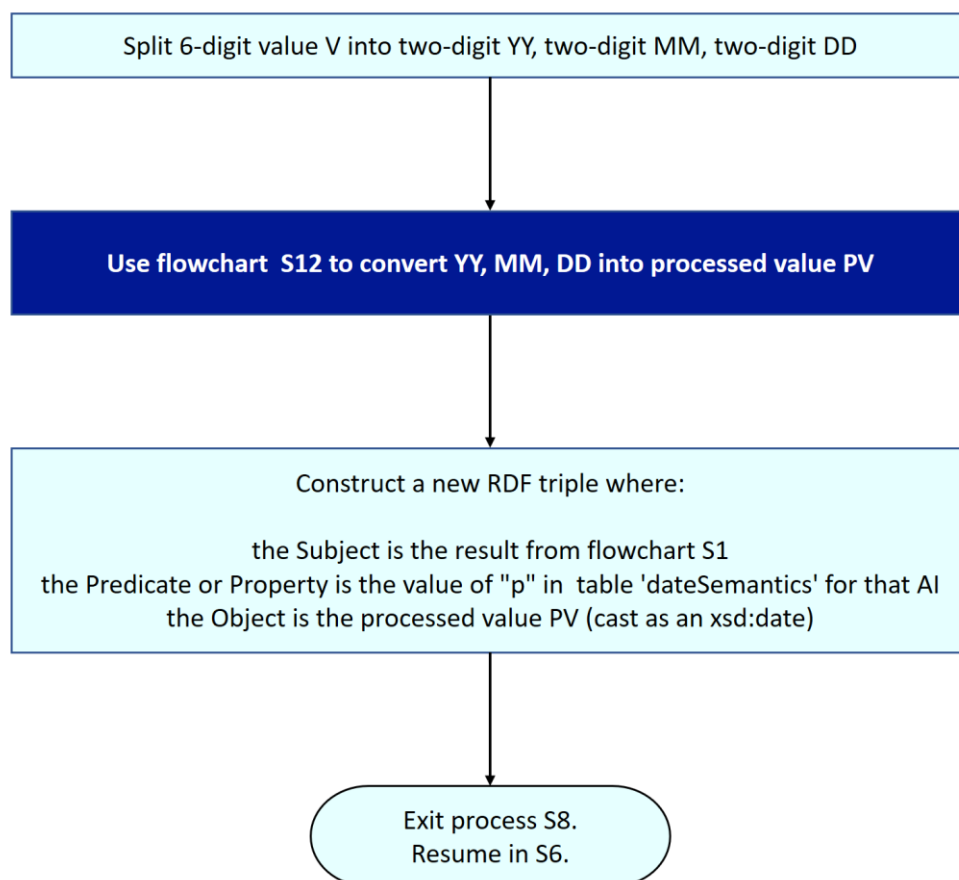 Split 6-digit value V into two-digit YY, two-digit MM, two-digit DD
Use flowchart S12 to convert YY, MM, DD into processed value PV
Construct a new RDF triple where:
the Subject is the result from flowchart S1
the Predicate or Property is the value of "p" in table 'dateSemantics' for that AI
the Object is the processed value PV (cast as an xsd:date)
Exit process S8.
Resume in S6.